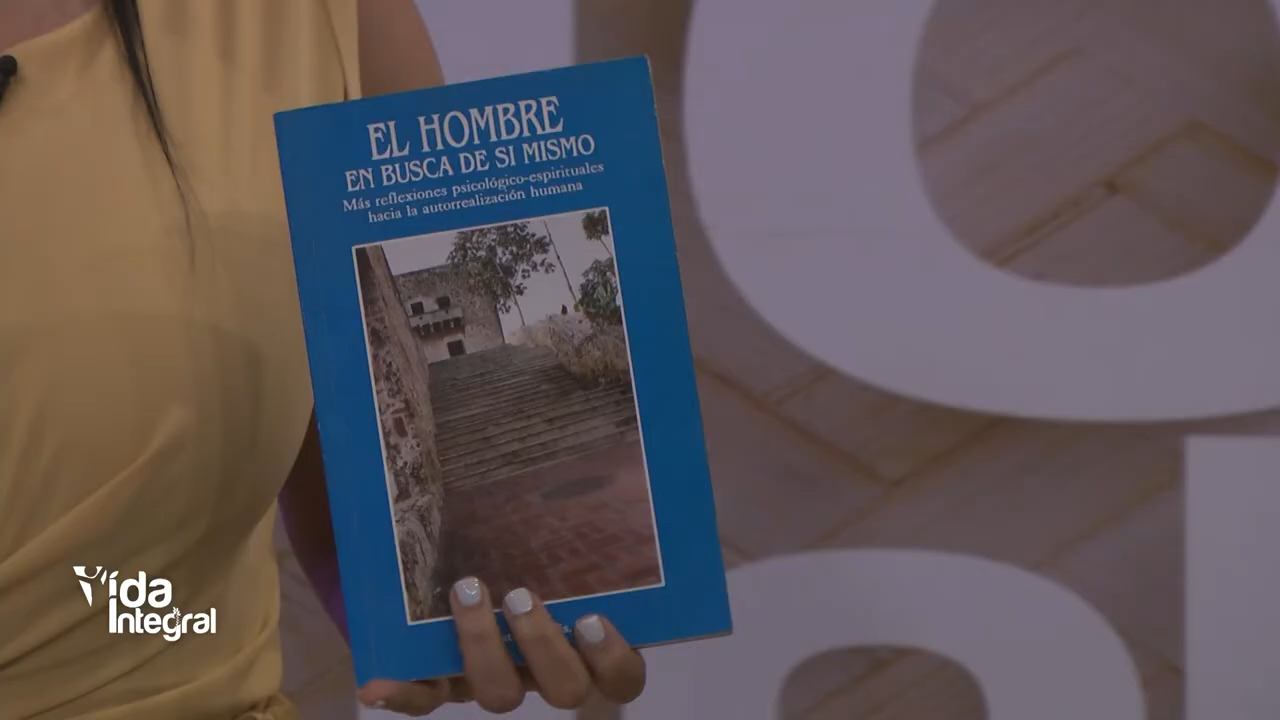 EL HOMBRE
EN BUSCA DE SI MISMO
Más reflexiones psicológico-espirituales
hacia la autorrealización humana
Vida
Integral